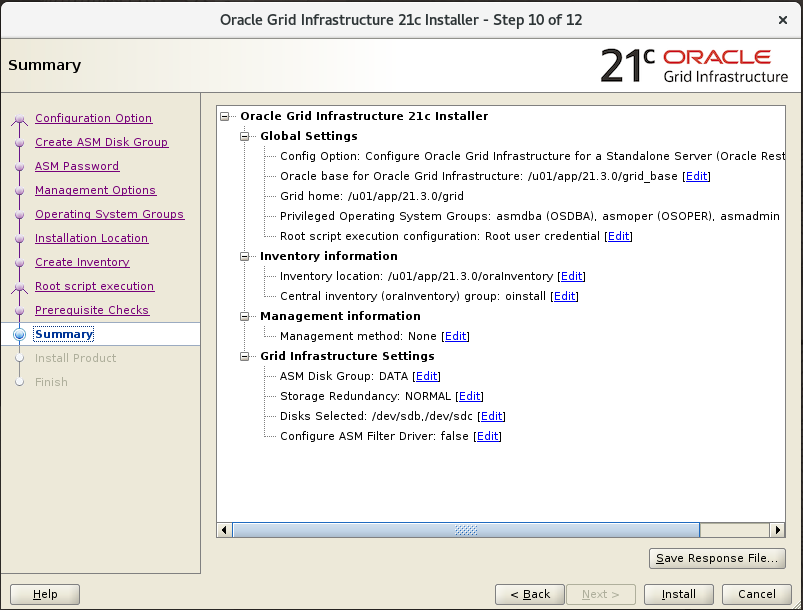 Oracle Grid Infrastructure 21c Installer - Step 10 of 12
Summary
21c ORACLE
Grid Infrastructure
Configuration Option
Create ASM Disk Group
ASM Password
Management Options
Operating System Groups
Installation Location
Create Inventory
Root script execution
Prerequisite Checks
Summary
Install Product
Finish
Oracle Grid Infrastructure 21c Installer
Global Settings
Config Option: Configure Oracle Grid Infrastructure for a Standalone Server (Oracle Rest
Oracle base for Oracle Grid Infrastructure: /u01/app/21.3.0/grid_base [Edit]
Grid home: /u01/app/21.3.0/grid
Privileged Operating System Groups: asmdba (OSDBA), asmoper (OSOPER), asmadmin
Root script execution configuration: Root user credential [Edit]
Inventory information
Inventory location: /u01/app/21.3.0/oraInventory [Edit]
Central inventory (oraInventory) group: oinstall [Edit]
Management information
Management method: None [Edit]
Grid Infrastructure Settings
ASM Disk Group: DATA [Edit]
Storage Redundancy: NORMAL [Edit]
Disks Selected: /dev/sdb,/dev/sdc [Edit]
Configure ASM Filter Driver: false [Edit]
Save Response File...
Help
< Back
Next >
Install
Cancel